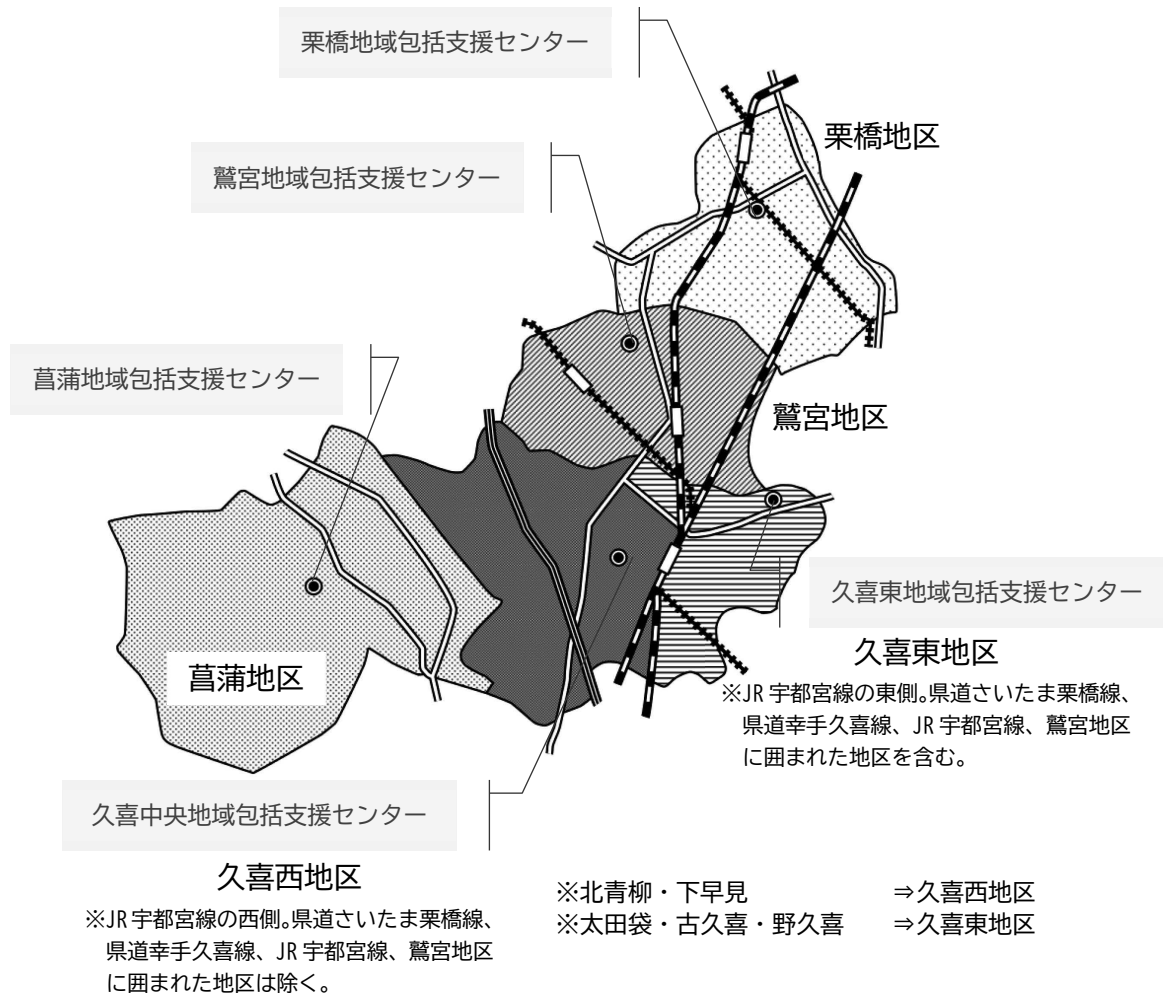 栗橋地域包括支援センター
栗橋地区
鷲宮地域包括支援センター
菖蒲地域包括支援センター
鷲宮地区
久喜東地域包括支援センター
久喜東地区
※JR宇都宮線の東側。県道さいたま栗橋線、
県道幸手久喜線、JR宇都宮線、鷲宮地区
に囲まれた地区を含む。
菖蒲地区
久喜中央地域包括支援センター
久喜西地区
※JR宇都宮線の西側。県道さいたま栗橋線、
県道幸手久喜線、JR宇都宮線、鷲宮地区
に囲まれた地区は除く。
※北青柳・下早見 ⇒久喜西地区
※太田袋・古久喜・野久喜 ⇒久喜東地区